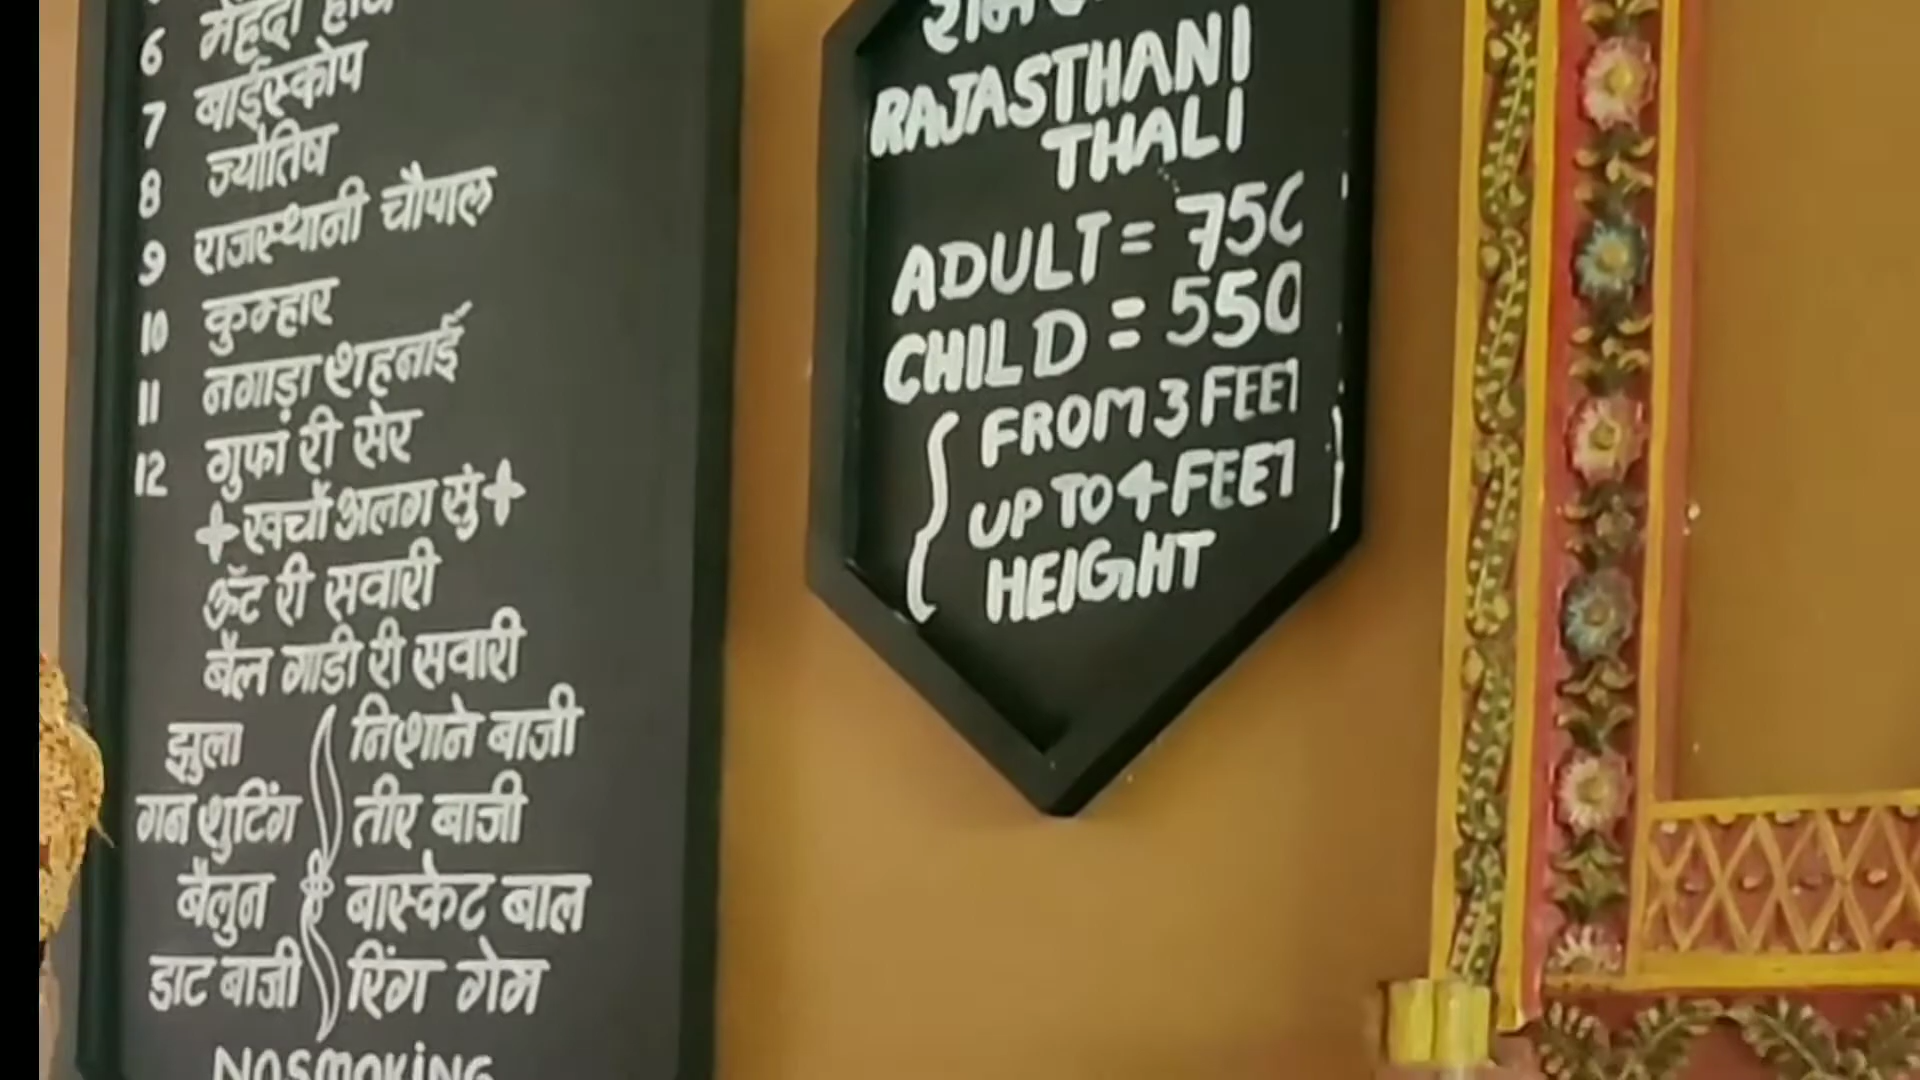 6 मेहंदी
7 बाईस्कोप
8 ज्योतिष
9 राजस्थानी चौपाल
10 कुम्हार
11 नगाड़ा शहनाई
12 गुफां री सेर
+खर्चो अलग सुं+
ऊँट री सवारी
बैल गाडी री सवारी
झुला
गन शुटिंग
बैलुन
डाट बाजी
निशाने बाजी
तीर बाजी
बास्केट बाल
रिंग गेम
NO SMOKING
RAJASTHANI
THALI
ADULT = 750
CHILD = 550
{ FROM 3 FEET
UP TO 4 FEET
HEIGHT }